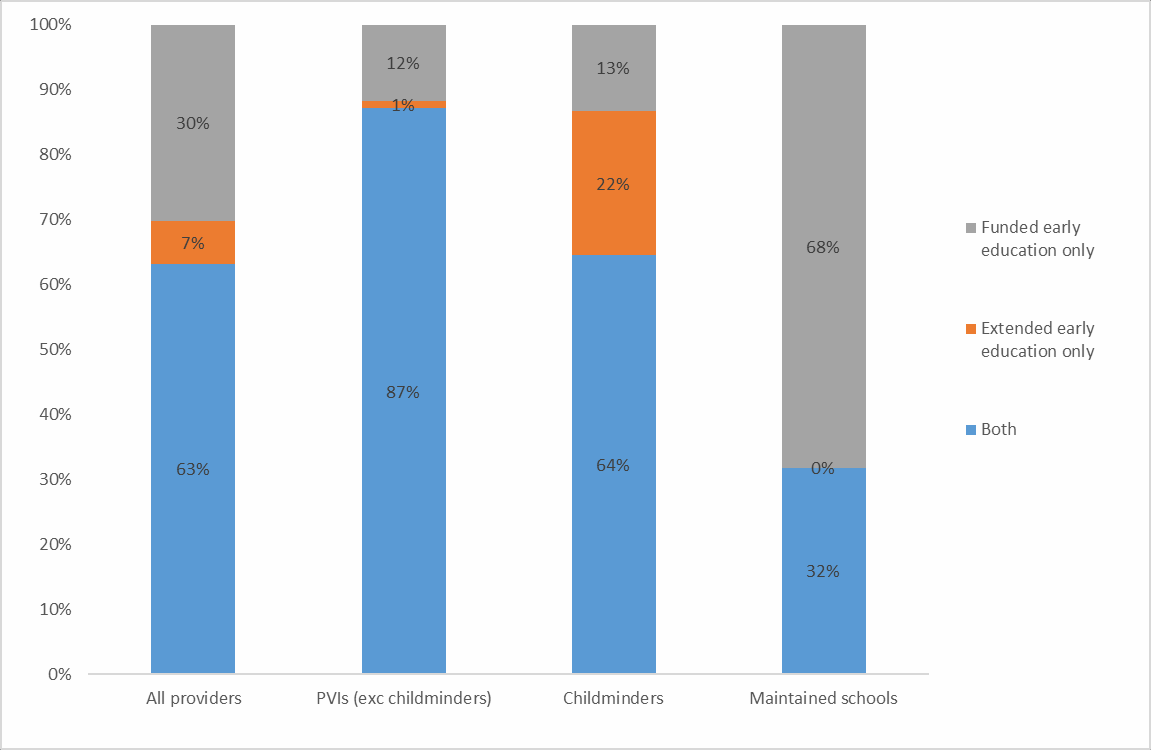 100%
90%
80%
70%
60%
50%
40%
30%
20%
10%
0%
30%
7%
63%
12%
1%
87%
13%
22%
64%
68%
0%
32%
All providers
PVIs (exc childminders)
Childminders
Maintained schools
Funded early
education only
Extended early
education only
Both